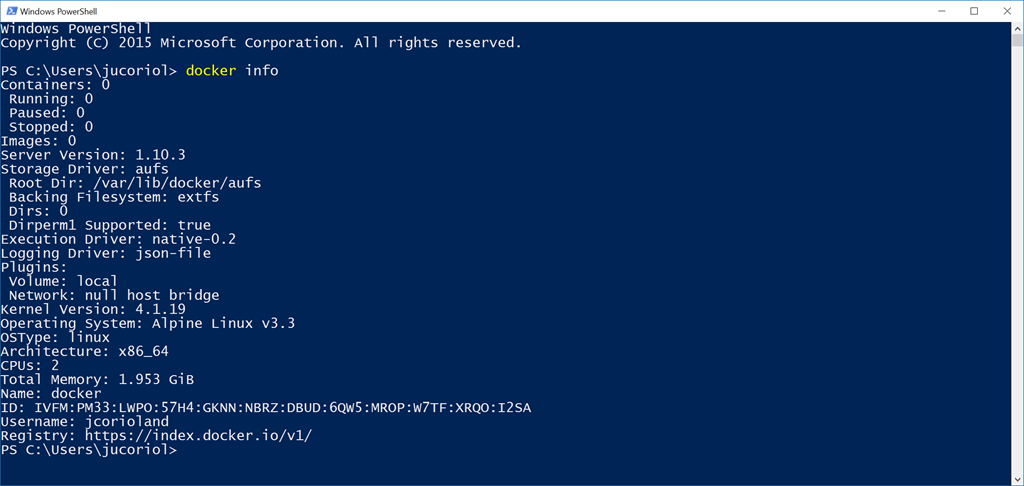 Windows PowerShell
Windows PowerShell
Copyright (C) 2015 Microsoft Corporation. All rights reserved.
PS C:\Users\jucoriol> docker info
Containers: 0
 Running: 0
 Paused: 0
 Stopped: 0
Images: 0
Server Version: 1.10.3
Storage Driver: aufs
 Root Dir: /var/lib/docker/aufs
 Backing Filesystem: extfs
 Dirs: 0
 Dirperm1 Supported: true
Execution Driver: native-0.2
Logging Driver: json-file
Plugins:
 Volume: local
 Network: null host bridge
Kernel Version: 4.1.19
Operating System: Alpine Linux v3.3
OSType: linux
Architecture: x86_64
CPUs: 2
Total Memory: 1.953 GiB
Name: docker
ID: IVFM:PM33:LWPO:57H4:GKNN:NBRZ:DBUD:6QW5:MROP:W7TF:XRQO:I2SA
Username: jcorioland
Registry: https://index.docker.io/v1/
PS C:\Users\jucoriol>